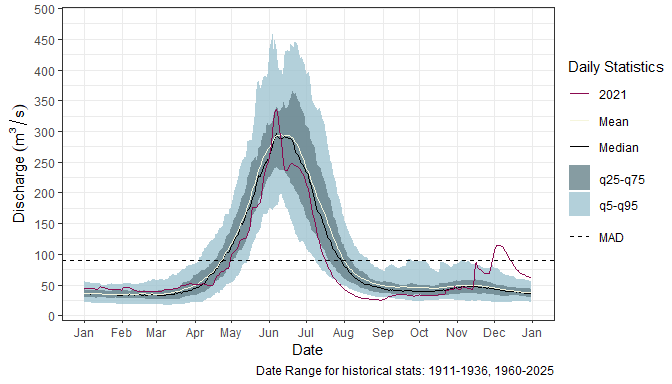 500
450
400
350
300
250
200
150
100
50
0
Discharge (m³/s)
Jan Feb Mar Apr May Jun Jul Aug Sep Oct Nov Dec Jan
Date
Date Range for historical stats: 1911-1936, 1960-2025
Daily Statistics
2021
Mean
Median
q25-q75
q5-q95
MAD